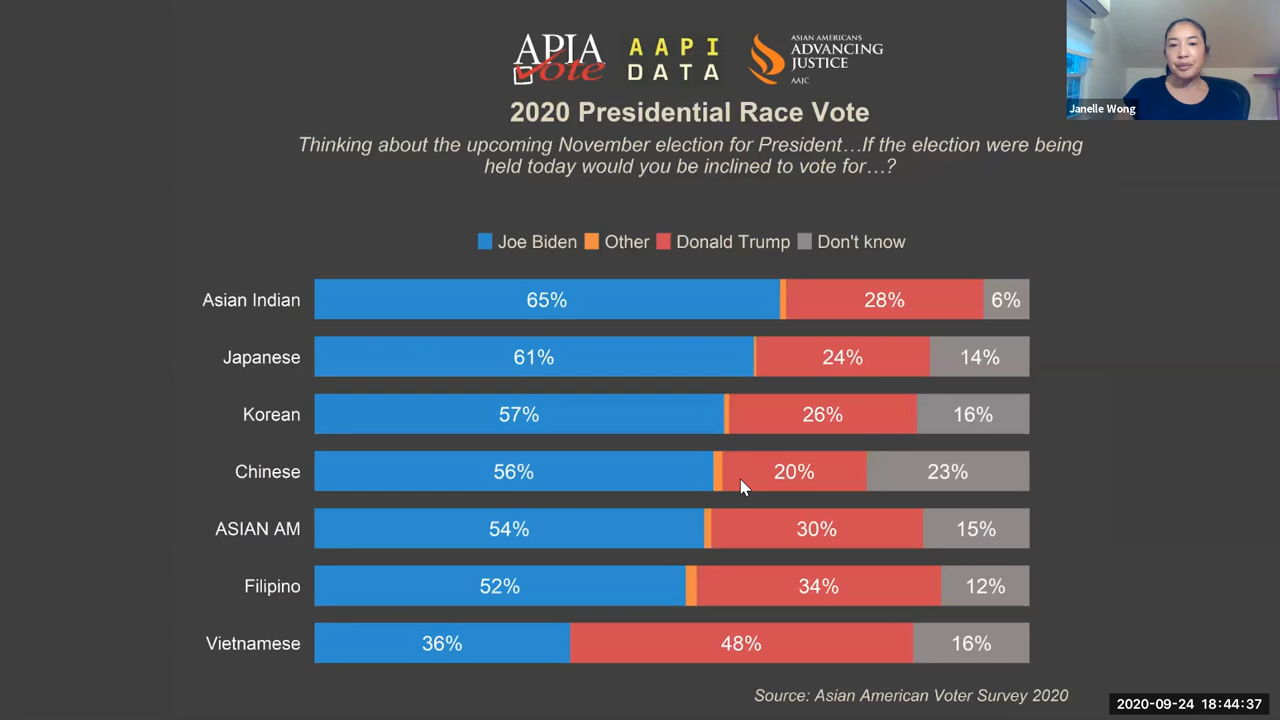 APIA Vote
AAPI DATA
ASIAN AMERICANS ADVANCING JUSTICE AAJC
Janelle Wong
2020 Presidential Race Vote
Thinking about the upcoming November election for President…If the election were being
held today would you be inclined to vote for…?
Joe Biden Other Donald Trump Don't know
Asian Indian 65% 28% 6%
Japanese 61% 24% 14%
Korean 57% 26% 16%
Chinese 56% 20% 23%
ASIAN AM 54% 30% 15%
Filipino 52% 34% 12%
Vietnamese 36% 48% 16%
Source: Asian American Voter Survey 2020
2020-09-24 18:44:37